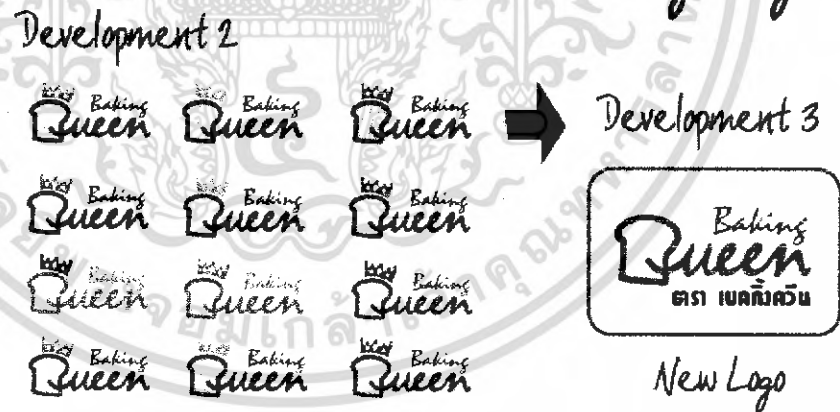 Development 2
Baking Baking Baking
Queen Queen Queen
Baking Baking Baking
Queen Queen Queen
Baking Baking Baking
Queen Queen Queen
Baking Baking Baking
Queen Queen Queen
Development 3
Baking
Queen
ตรา เบคกิ้งควีน
New Logo